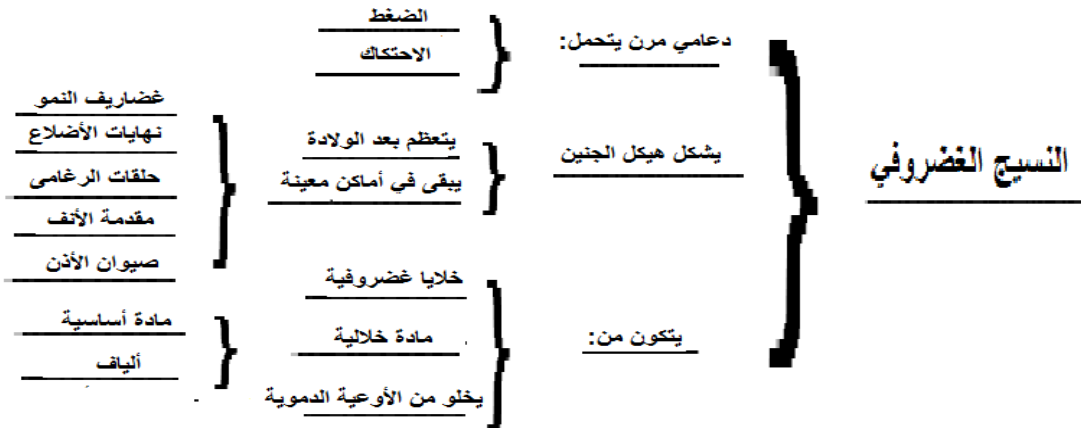 النسيج الغضروفي
دعامي مرن يتحمل:
الضغط
الاحتكاك
يشكل هيكل الجنين
يتعظم بعد الولادة
يبقى في أماكن معينة
غضاريف النمو
نهايات الأضلاع
حلقات الرغامى
مقدمة الأنف
صيوان الأذن
يتكون من:
خلايا غضروفية
مادة خلالية
مادة أساسية
ألياف
يخلو من الأوعية الدموية